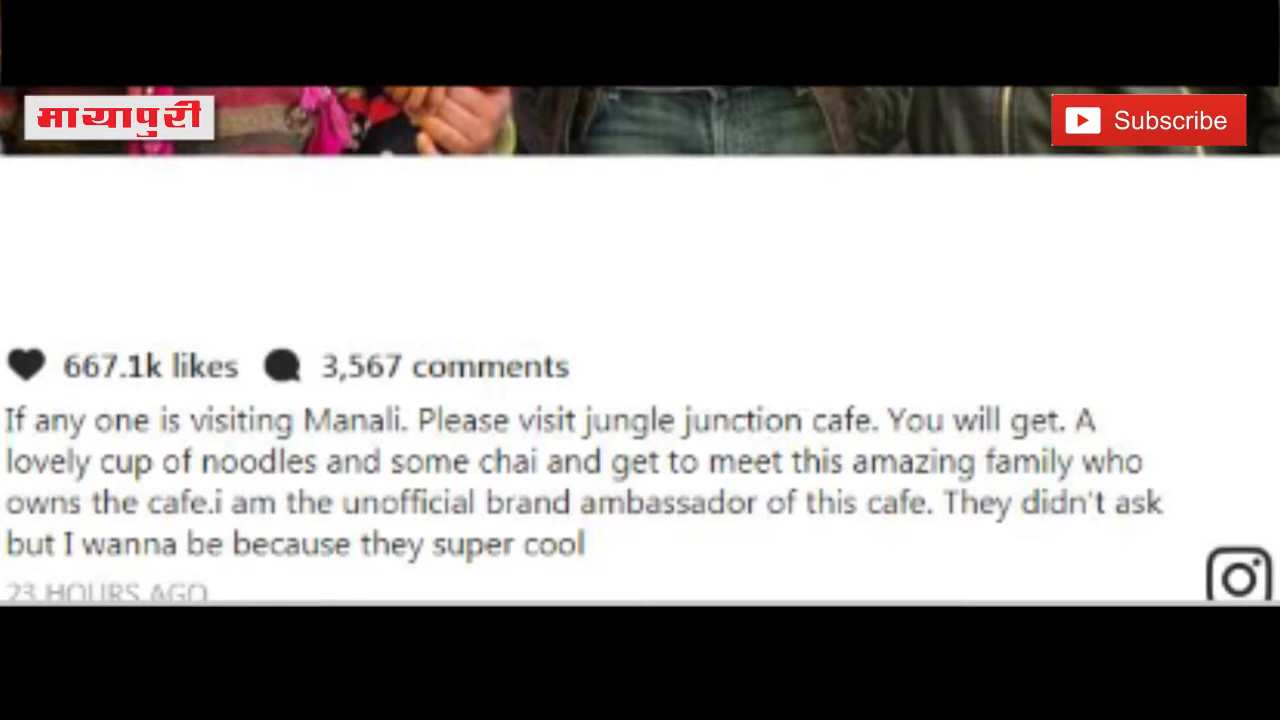 मायापुरी
Subscribe
667.1k likes 3,567 comments
If any one is visiting Manali. Please visit jungle junction cafe. You will get. A
lovely cup of noodles and some chai and get to meet this amazing family who
owns the cafe.i am the unofficial brand ambassador of this cafe. They didn't ask
but I wanna be because they super cool
23 HOURS AGO